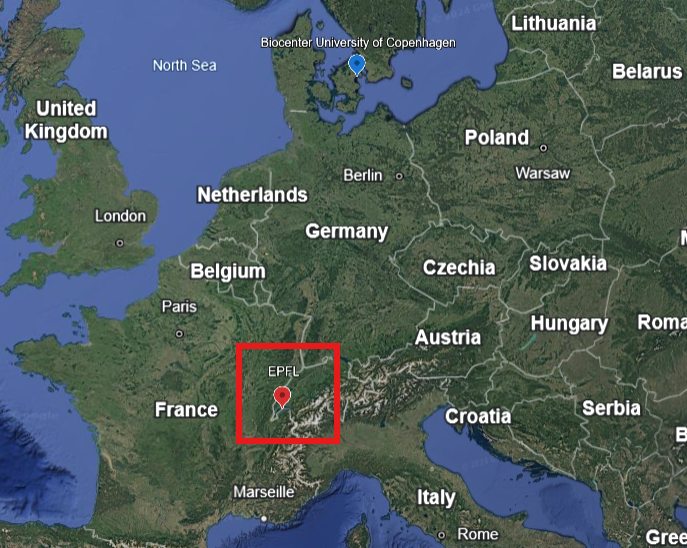 Lithuania
Biocenter University of Copenhagen
North Sea
Belarus
United
Kingdom
Poland
Berlin
Warsaw
Netherlands
London
Germany
Belgium
Czechia
Slovakia
Paris
Hungary
Roma
Austria
EPFL
France
Croatia
Serbia
B
Marseille
Italy
Rome
Gree